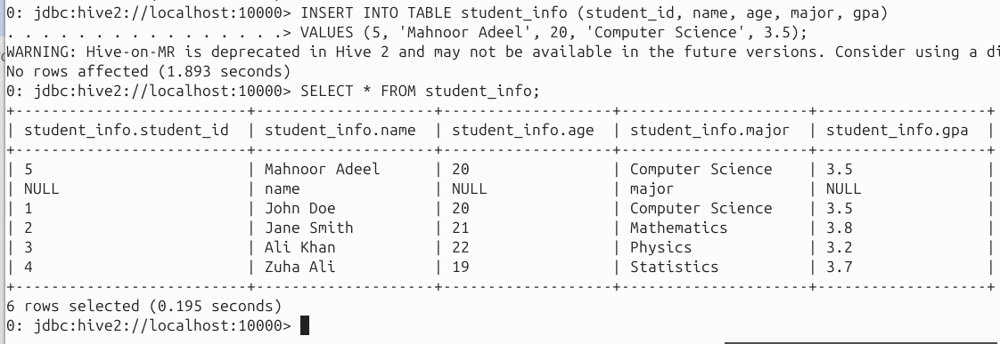 0: jdbc:hive2://localhost:10000> INSERT INTO TABLE student_info (student_id, name, age, major, gpa)
. . . . . . . . . . . . . . . .> VALUES (5, 'Mahnoor Adeel', 20, 'Computer Science', 3.5);
WARNING: Hive-on-MR is deprecated in Hive 2 and may not be available in the future versions. Consider using a di
No rows affected (1.893 seconds)
0: jdbc:hive2://localhost:10000> SELECT * FROM student_info;
+--------------------------+--------------------+-------------------+---------------------+-------------------+
| student_info.student_id | student_info.name | student_info.age | student_info.major | student_info.gpa |
+--------------------------+--------------------+-------------------+---------------------+-------------------+
| 5 | Mahnoor Adeel | 20 | Computer Science | 3.5 |
| NULL | name | NULL | major | NULL |
| 1 | John Doe | 20 | Computer Science | 3.5 |
| 2 | Jane Smith | 21 | Mathematics | 3.8 |
| 3 | Ali Khan | 22 | Physics | 3.2 |
| 4 | Zuha Ali | 19 | Statistics | 3.7 |
+--------------------------+--------------------+-------------------+---------------------+-------------------+
6 rows selected (0.195 seconds)
0: jdbc:hive2://localhost:10000>